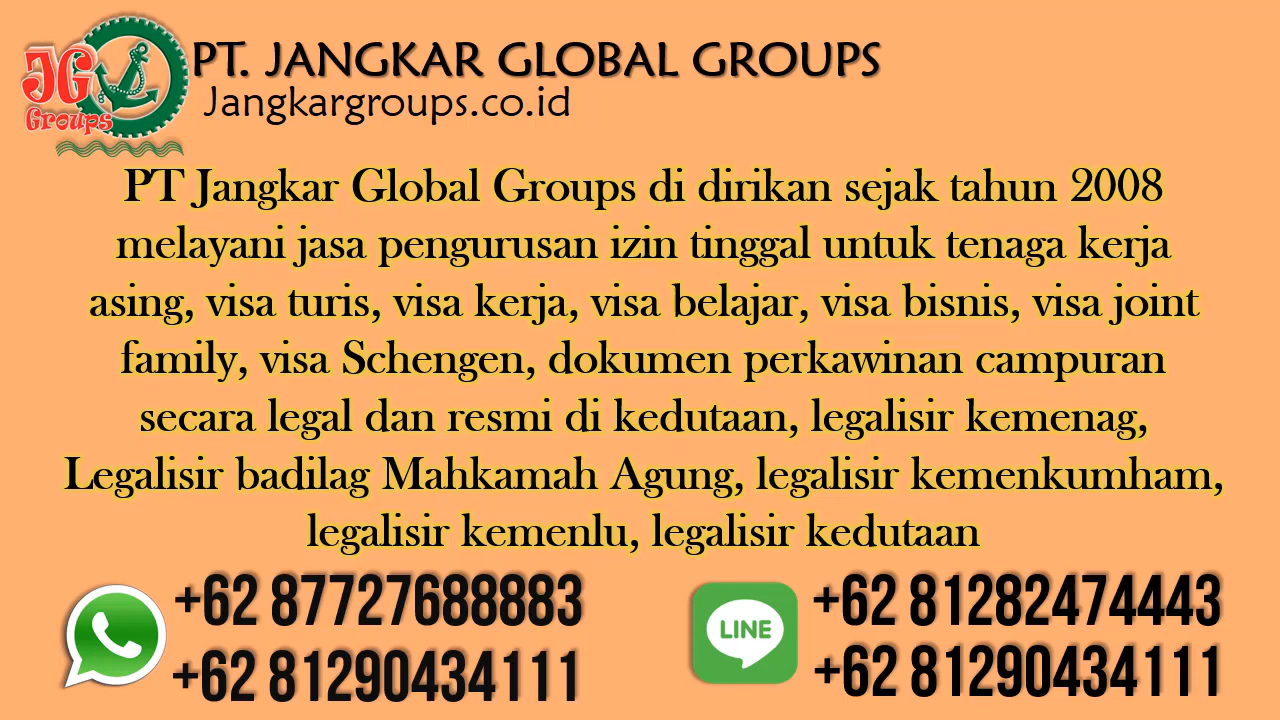 JG
Groups
PT. JANGKAR GLOBAL GROUPS
Jangkargroups.co.id
PT Jangkar Global Groups di dirikan sejak tahun 2008
melayani jasa pengurusan izin tinggal untuk tenaga kerja
asing, visa turis, visa kerja, visa belajar, visa bisnis, visa joint
family, visa Schengen, dokumen perkawinan campuran
secara legal dan resmi di kedutaan, legalisir kemenag,
Legalisir badilag Mahkamah Agung, legalisir kemenkumham,
legalisir kemenlu, legalisir kedutaan
+62 87727688883
+62 81290434111
LINE
+62 81282474443
+62 81290434111